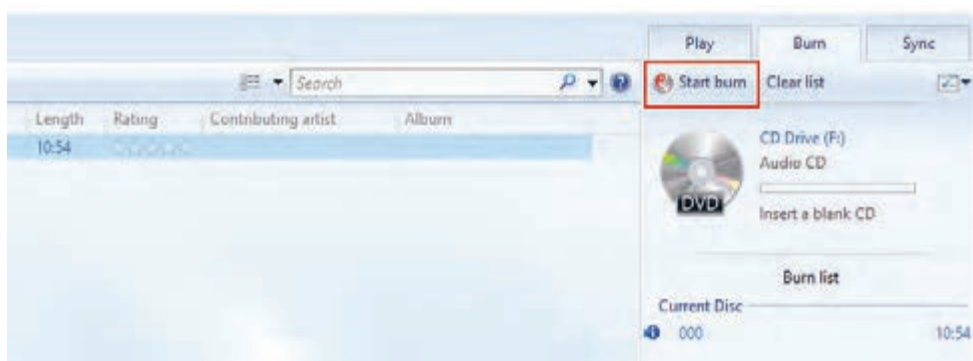 Play Burn Sync
Search Start burn Clear list
Length Rating Contributing artist Album
10:54
CD Drive (F:)
Audio CD
DVD
Insert a blank CD
Burn list
Current Disc
000 10:54